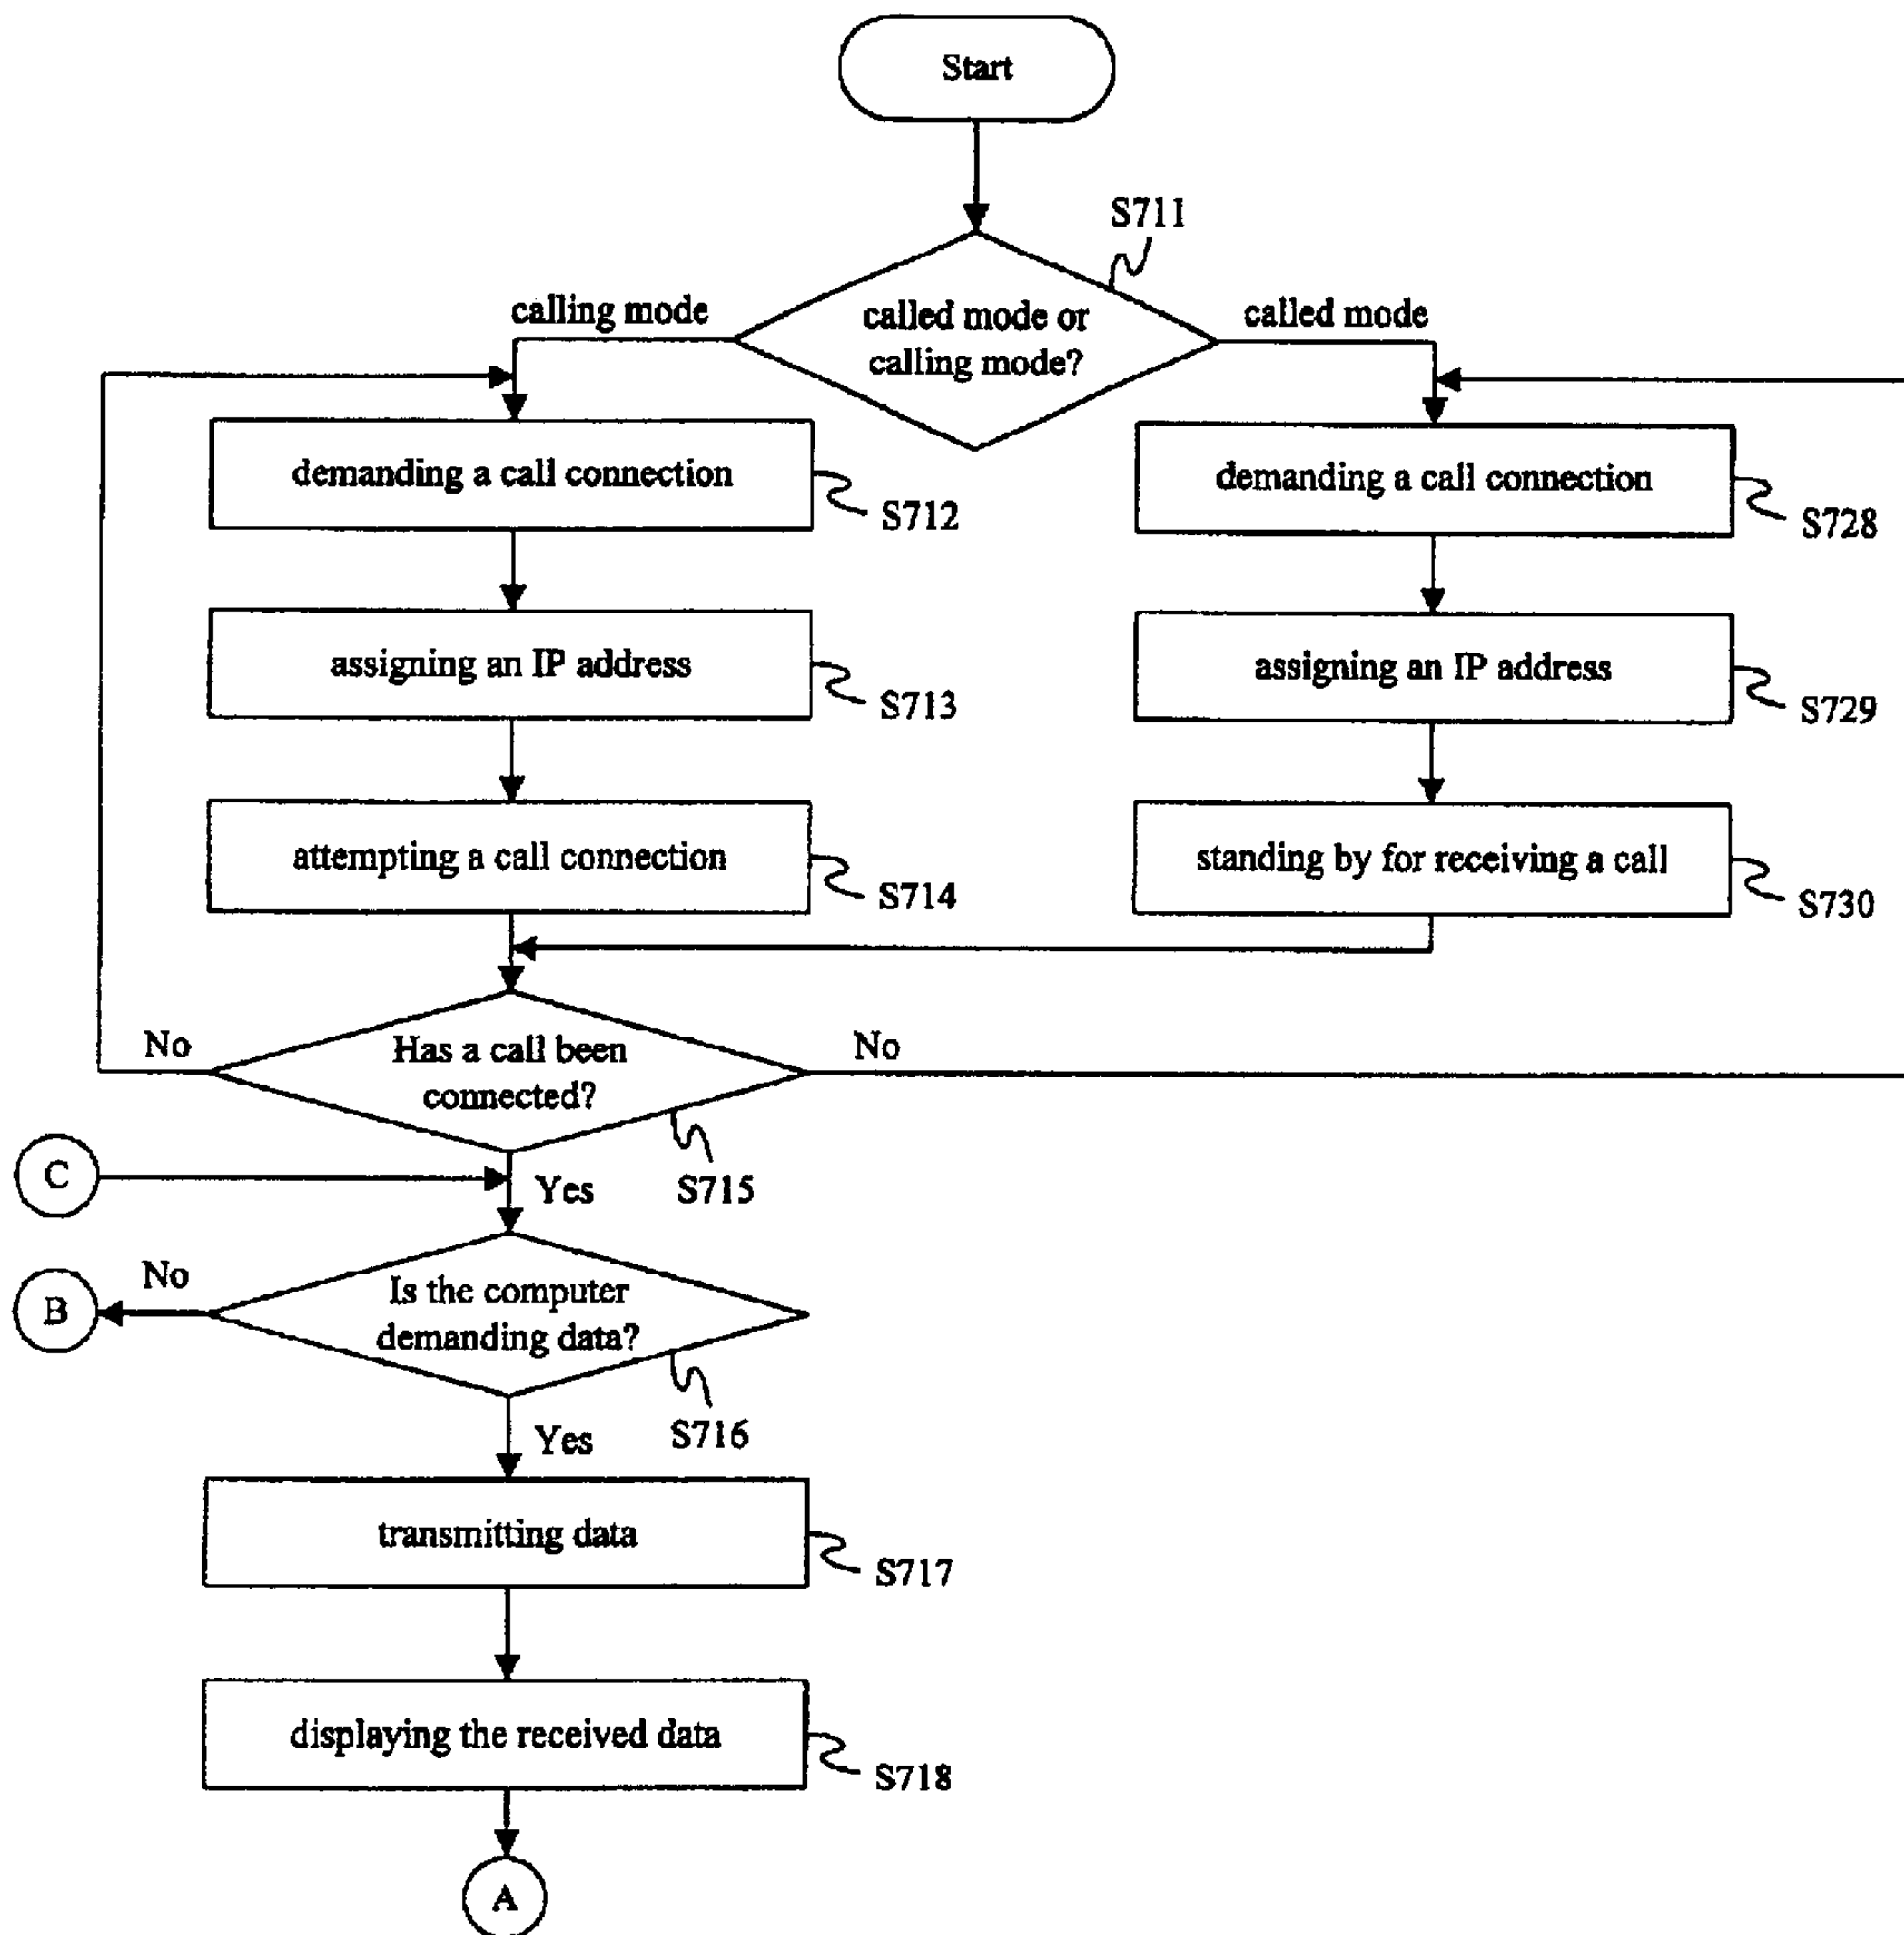 Start
S711
calling mode
called mode or
calling mode?
called mode
demanding a call connection
S712
demanding a call connection
S728
assigning an IP address
S713
assigning an IP address
S729
attempting a call connection
S714
standing by for receiving a call
S730
No
Has a call been
connected?
No
S715
C
Yes
B
No
Is the computer
demanding data?
S716
Yes
transmitting data
S717
displaying the received data
S718
A